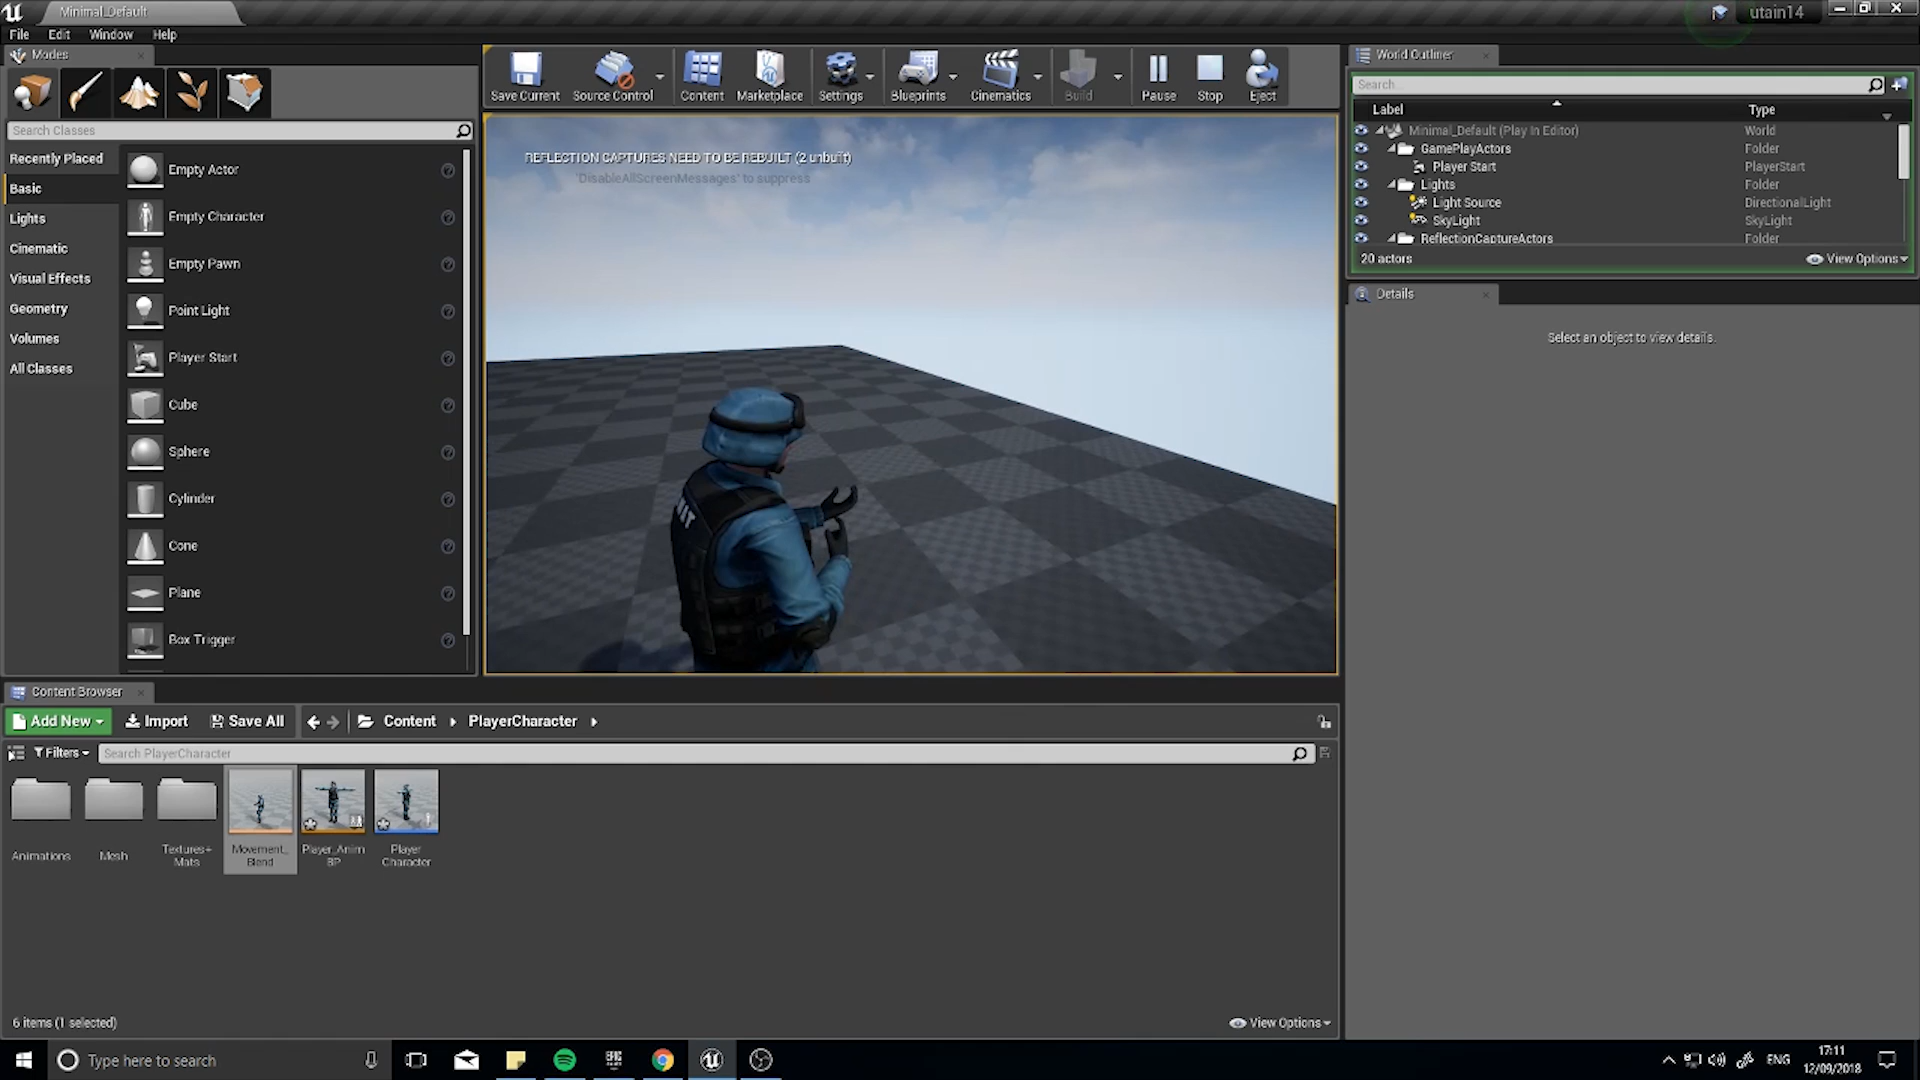 Minimal_Default
utain14
File Edit Window Help
Modes
Search Classes
Recently Placed
Basic
Lights
Cinematic
Visual Effects
Geometry
Volumes
All Classes
Empty Actor
Empty Character
Empty Pawn
Point Light
Player Start
Cube
Sphere
Cylinder
Cone
Plane
Box Trigger
Save Current
Source Control
Content
Marketplace
Settings
Blueprints
Cinematics
Build
Pause
Stop
Eject
REFLECTION CAPTURES NEED TO BE REBUILT (2 unbuilt)
'DisableAllScreenMessages' to suppress
World Outliner
Search...
Label Type
Minimal_Default (Play In Editor) World
GamePlayActors Folder
Player Start PlayerStart
Lights Folder
Light Source DirectionalLight
SkyLight SkyLight
ReflectionCaptureActors Folder
20 actors
View Options
Details
Select an object to view details.
Content Browser
Add New Import Save All Content PlayerCharacter
Filters Search PlayerCharacter
Animations
Mesh
Textures+
Mats
Movement_
Blend
Player_Anim
BP
Player
Character
6 items (1 selected)
View Options
Type here to search
EPIC
ENG
17:11
12/09/2018